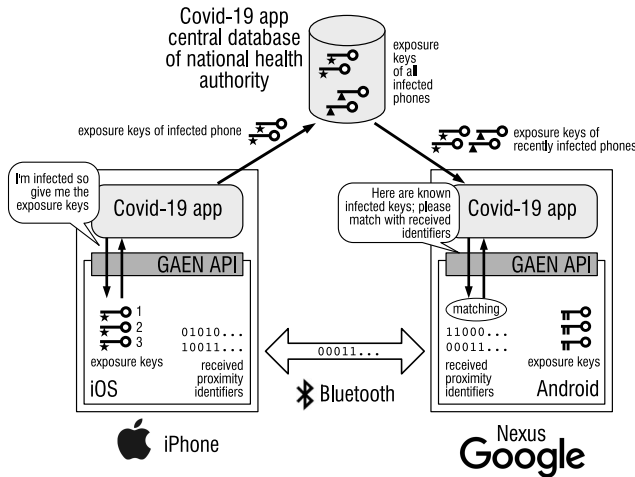 Covid-19 app
central database
of national health
authority
exposure
keys
of all
infected
phones
exposure keys of infected phone
exposure keys of
recently infected phones
I'm infected so
give me the
exposure keys
Covid-19 app
GAEN API
1
2
3
exposure keys
01010...
10011...
received
proximity
identifiers
iOS
iPhone
00011...
Bluetooth
Here are known
infected keys; please
match with received
identifiers
Covid-19 app
GAEN API
matching
11000...
00011...
received
proximity
identifiers
exposure keys
Android
Nexus
Google